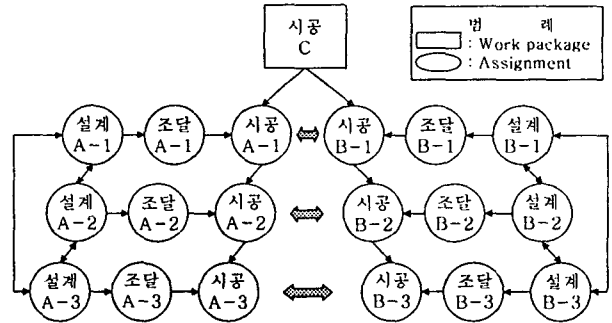 시공
C
범 례
: Work package
: Assignment
설계
A-1
조달
A-1
시공
A-1
시공
B-1
조달
B-1
설계
B-1
설계
A-2
조달
A-2
시공
A-2
시공
B-2
조달
B-2
설계
B-2
설계
A-3
조달
A-3
시공
A-3
시공
B-3
조달
B-3
설계
B-3